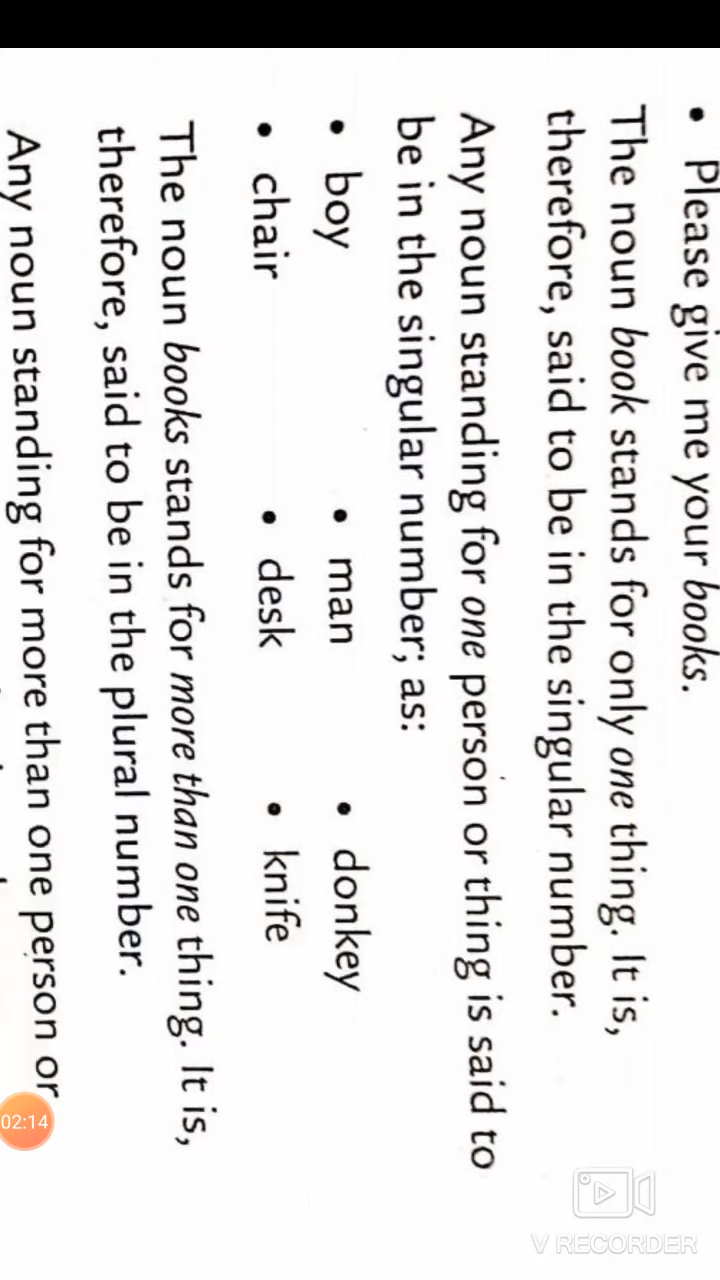 • Please give me your books.
The noun book stands for only one thing. It is,
therefore, said to be in the singular number.
Any noun standing for one person or thing is said to
be in the singular number; as:
• boy • man • donkey
• chair • desk • knife
The noun books stands for more than one thing. It is,
therefore, said to be in the plural number.
Any noun standing for more than one person or
02:14
V RECORDER